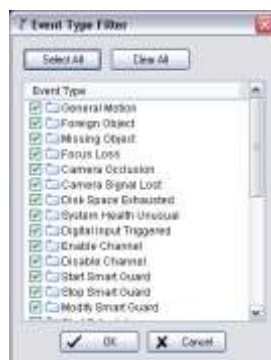 Event Type Filter
Select All
Clear All
Event Type
General Motion
Foreign Object
Missing Object
Focus Loss
Camera Occlusion
Camera Signal Lost
Disk Space Exhausted
System Health Unusual
Digital Input Triggered
Enable Channel
Disable Channel
Start Smart Guard
Stop Smart Guard
Modify Smart Guard
OK
Cancel